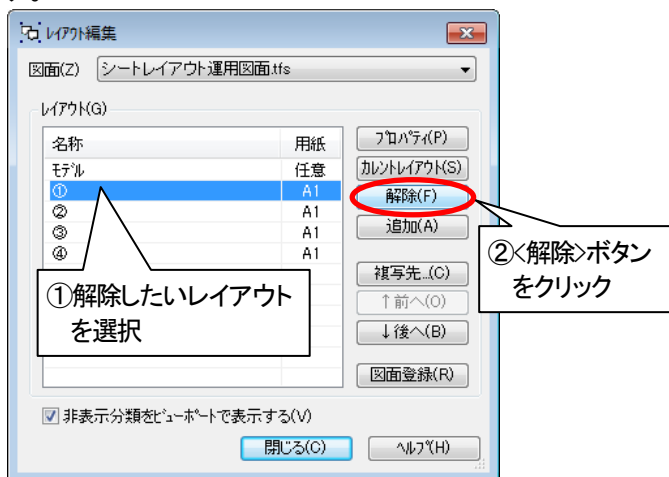 レイアウト編集
図面(Z) シートレイアウト運用図面.tfs
レイアウト(G)
名称 用紙
モデル 任意
① A1
② A1
③ A1
④ A1
プロパティ(P)
カレントレイアウト(S)
解除(F)
追加(A)
複写先...(C)
↑前へ(O)
↓後へ(B)
図面登録(R)
①解除したいレイアウト
を選択
②<解除>ボタン
をクリック
非表示分類をビューポートで表示する(V)
閉じる(C) ヘルプ(H)